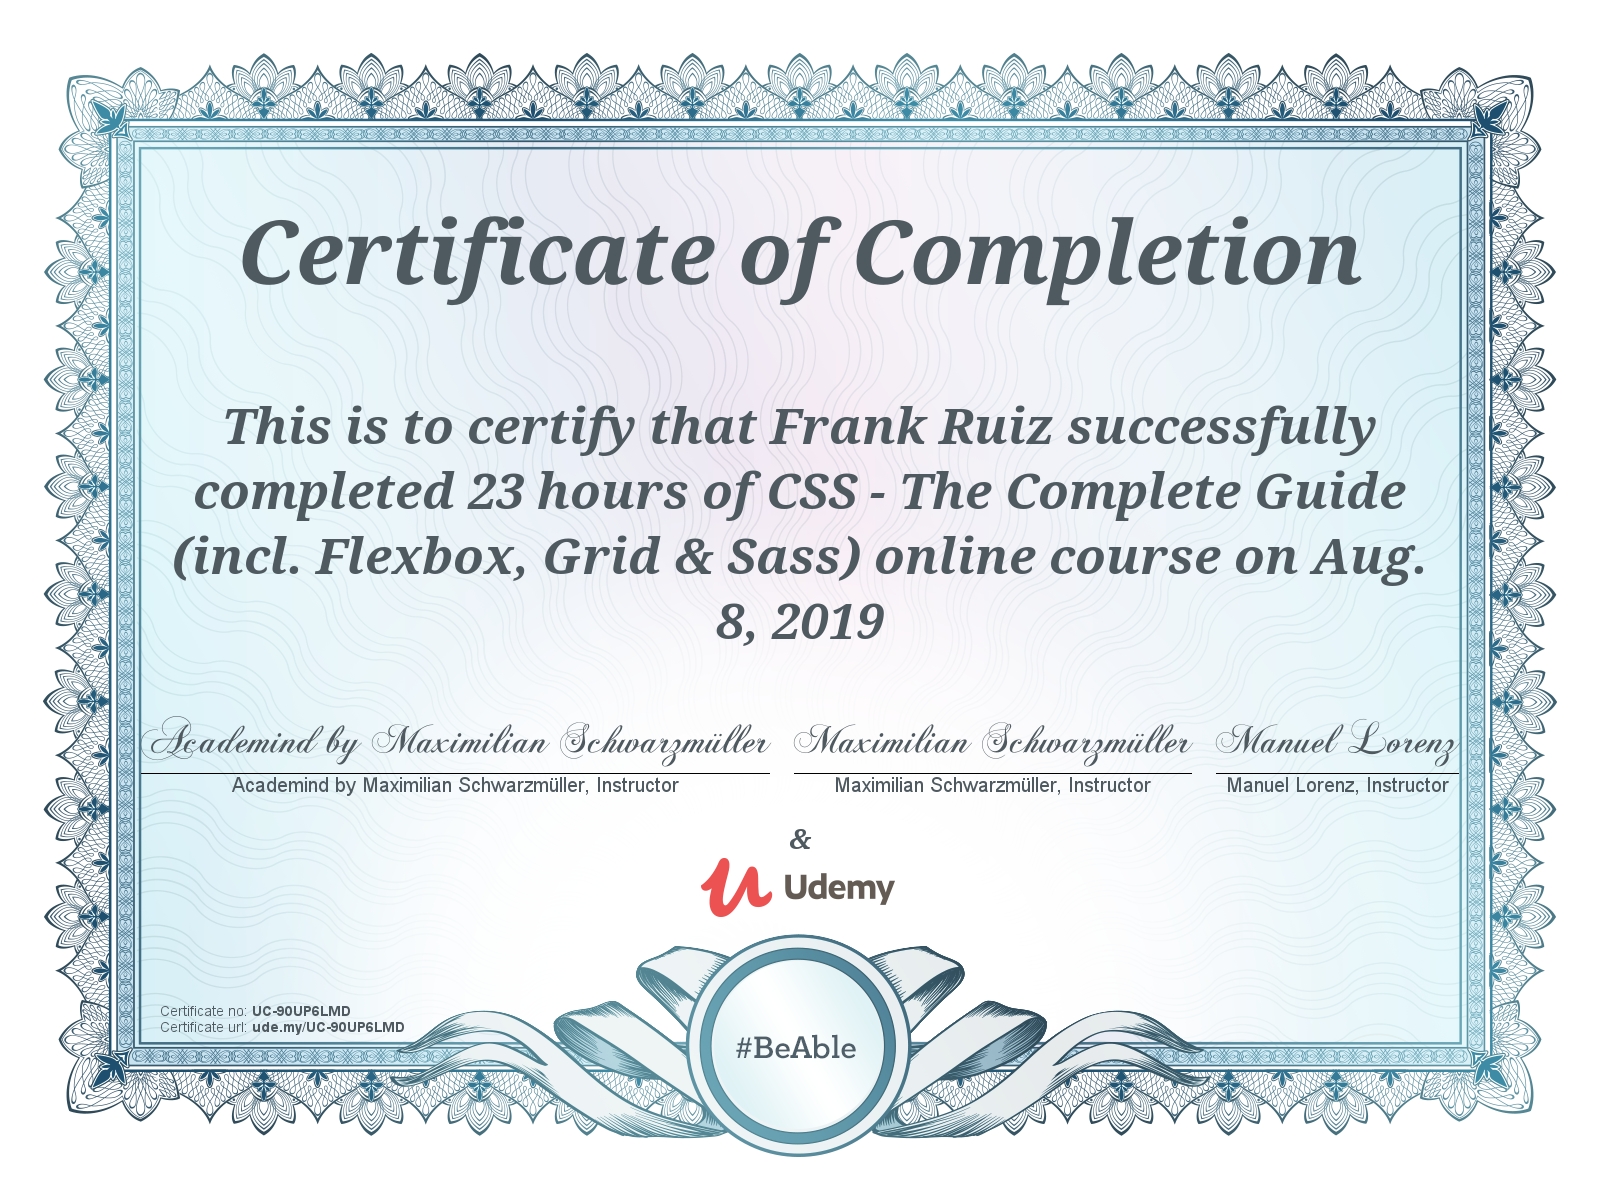 Certificate of Completion
This is to certify that Frank Ruiz successfully
completed 23 hours of CSS - The Complete Guide
(incl. Flexbox, Grid & Sass) online course on Aug.
8, 2019
Academind by Maximilian Schwarzmüller Maximilian Schwarzmüller Manuel Lorenz
Academind by Maximilian Schwarzmüller, Instructor Maximilian Schwarzmüller, Instructor Manuel Lorenz, Instructor
&
Udemy
Certificate no: UC-90UP6LMD
Certificate url: ude.my/UC-90UP6LMD
#BeAble